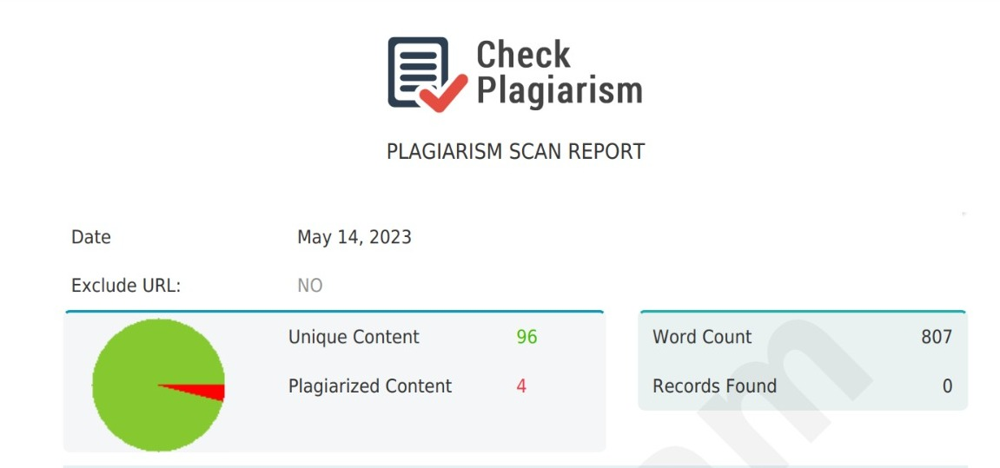 Check
Plagiarism
PLAGIARISM SCAN REPORT
Date May 14, 2023
Exclude URL: NO
Unique Content 96
Word Count 807
Plagiarized Content 4
Records Found 0